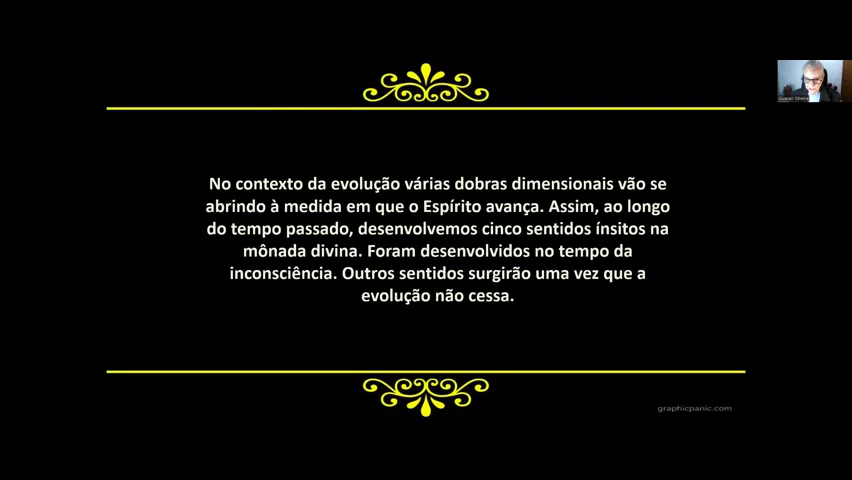 No contexto da evolução várias dobras dimensionais vão se
abrindo à medida em que o Espírito avança. Assim, ao longo
do tempo passado, desenvolvemos cinco sentidos ínsitos na
mônada divina. Foram desenvolvidos no tempo da
inconsciência. Outros sentidos surgirão uma vez que a
evolução não cessa.
graphicpanic.com